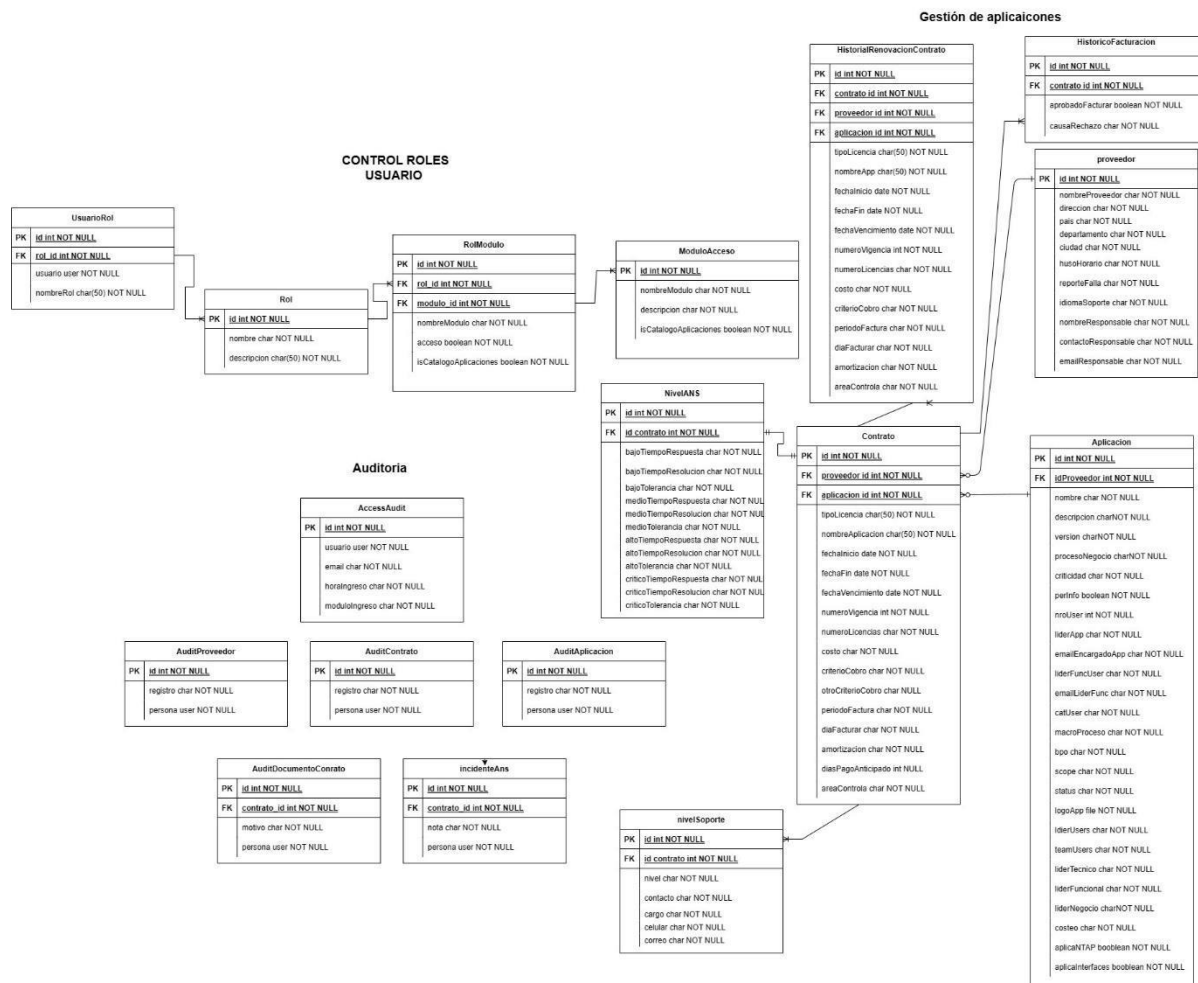 Gestión de aplicaicones
HistorialRenovacionContrato
PK id int NOT NULL
FK contrato id int NOT NULL
FK proveedor id int NOT NULL
FK aplicacion id int NOT NULL
tipoLicencia char(50) NOT NULL
nombreApp char(50) NOT NULL
fechaInicio date NOT NULL
fechaFin date NOT NULL
fechaVencimiento date NOT NULL
numeroVigencia int NOT NULL
numeroLicencias char NOT NULL
costo char NOT NULL
criterioCobro char NOT NULL
periodoFactura char NOT NULL
diaFacturar char NOT NULL
amortizacion char NOT NULL
areaControla char NOT NULL
HistoricoFacturacion
PK id int NOT NULL
FK contrato id int NOT NULL
aprobadoFacturar boolean NOT NULL
causaRechazo char NOT NULL
proveedor
PK id int NOT NULL
nombreProveedor char NOT NULL
direccion char NOT NULL
pais char NOT NULL
departamento char NOT NULL
ciudad char NOT NULL
husoHorario char NOT NULL
reporteFalla char NOT NULL
idiomaSoporte char NOT NULL
nombreResponsable char NOT NULL
contactoResponsable char NOT NULL
emailResponsable char NOT NULL
CONTROL ROLES
USUARIO
UsuarioRol
PK id int NOT NULL
FK rol_id int NOT NULL
usuario user NOT NULL
nombreRol char(50) NOT NULL
Rol
PK id int NOT NULL
nombre char NOT NULL
descripcion char(50) NOT NULL
RolModulo
PK id int NOT NULL
FK rol_id int NOT NULL
FK modulo_id int NOT NULL
nombreModulo char NOT NULL
acceso boolean NOT NULL
isCatalogoAplicaciones boolean NOT NULL
ModuloAcceso
PK id int NOT NULL
nombreModulo char NOT NULL
descripcion char NOT NULL
isCatalogoAplicaciones boolean NOT NULL
NivelANS
PK id int NOT NULL
FK id contrato int NOT NULL
bajoTiempoRespuesta char NOT NULL
bajoTiempoResolucion char NOT NULL
bajoTolerancia char NOT NULL
medioTiempoRespuesta char NOT NULL
medioTiempoResolucion char NOT NULL
medioTolerancia char NOT NULL
altoTiempoRespuesta char NOT NULL
altoTiempoResolucion char NOT NULL
altoTolerancia char NOT NULL
criticoTiempoRespuesta char NOT NULL
criticoTiempoResolucion char NOT NULL
criticoTolerancia char NOT NULL
Contrato
PK id int NOT NULL
FK proveedor id int NOT NULL
FK aplicacion id int NOT NULL
tipoLicencia char(50) NOT NULL
nombreAplicacion char(50) NOT NULL
fechaInicio date NOT NULL
fechaFin date NOT NULL
fechaVencimiento date NOT NULL
numeroVigencia int NOT NULL
numeroLicencias char NOT NULL
costo char NOT NULL
criterioCobro char NOT NULL
otroCriterioCobro char NOT NULL
periodoFactura char NOT NULL
diaFacturar char NOT NULL
amortizacion char NOT NULL
diasPagoAnticipado int NULL
areaControla char NOT NULL
Aplicacion
PK id int NOT NULL
FK idProveedor int NOT NULL
nombre char NOT NULL
descripcion charNOT NULL
version charNOT NULL
procesoNegocio charNOT NULL
criticidad char NOT NULL
perInfo boolean NOT NULL
nroUser int NOT NULL
liderApp char NOT NULL
emailEncargadoApp char NOT NULL
liderFuncUser char NOT NULL
emailLiderFunc char NOT NULL
catUser char NOT NULL
macroProceso char NOT NULL
bpo char NOT NULL
scope char NOT NULL
status char NOT NULL
logoApp file NOT NULL
ldierUsers char NOT NULL
teamUsers char NOT NULL
liderTecnico char NOT NULL
liderFuncional char NOT NULL
liderNegocio charNOT NULL
costeo char NOT NULL
aplicaNTAP booblean NOT NULL
aplicaInterfaces booblean NOT NULL
Auditoria
AccessAudit
PK id int NOT NULL
usuario user NOT NULL
email char NOT NULL
horaIngreso char NOT NULL
moduloIngreso char NOT NULL
AuditProveedor
PK id int NOT NULL
registro char NOT NULL
persona user NOT NULL
AuditContrato
PK id int NOT NULL
registro char NOT NULL
persona user NOT NULL
AuditAplicacion
PK id int NOT NULL
registro char NOT NULL
persona user NOT NULL
AuditDocumentoConrato
PK id int NOT NULL
FK contrato_id int NOT NULL
motivo char NOT NULL
persona user NOT NULL
incidenteAns
PK id int NOT NULL
FK contrato_id int NOT NULL
nota char NOT NULL
persona user NOT NULL
nivelSoporte
PK id int NOT NULL
FK id contrato int NOT NULL
nivel char NOT NULL
contacto char NOT NULL
cargo char NOT NULL
celular char NOT NULL
correo char NOT NULL